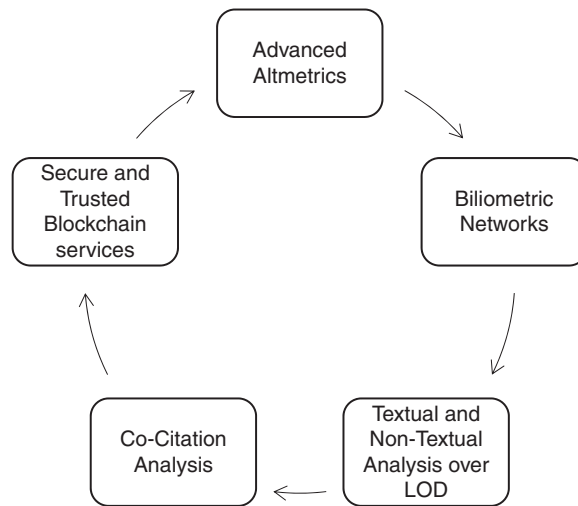 Advanced
Altmetrics
Biliometric
Networks
Textual and
Non-Textual
Analysis over
LOD
Co-Citation
Analysis
Secure and
Trusted
Blockchain
services